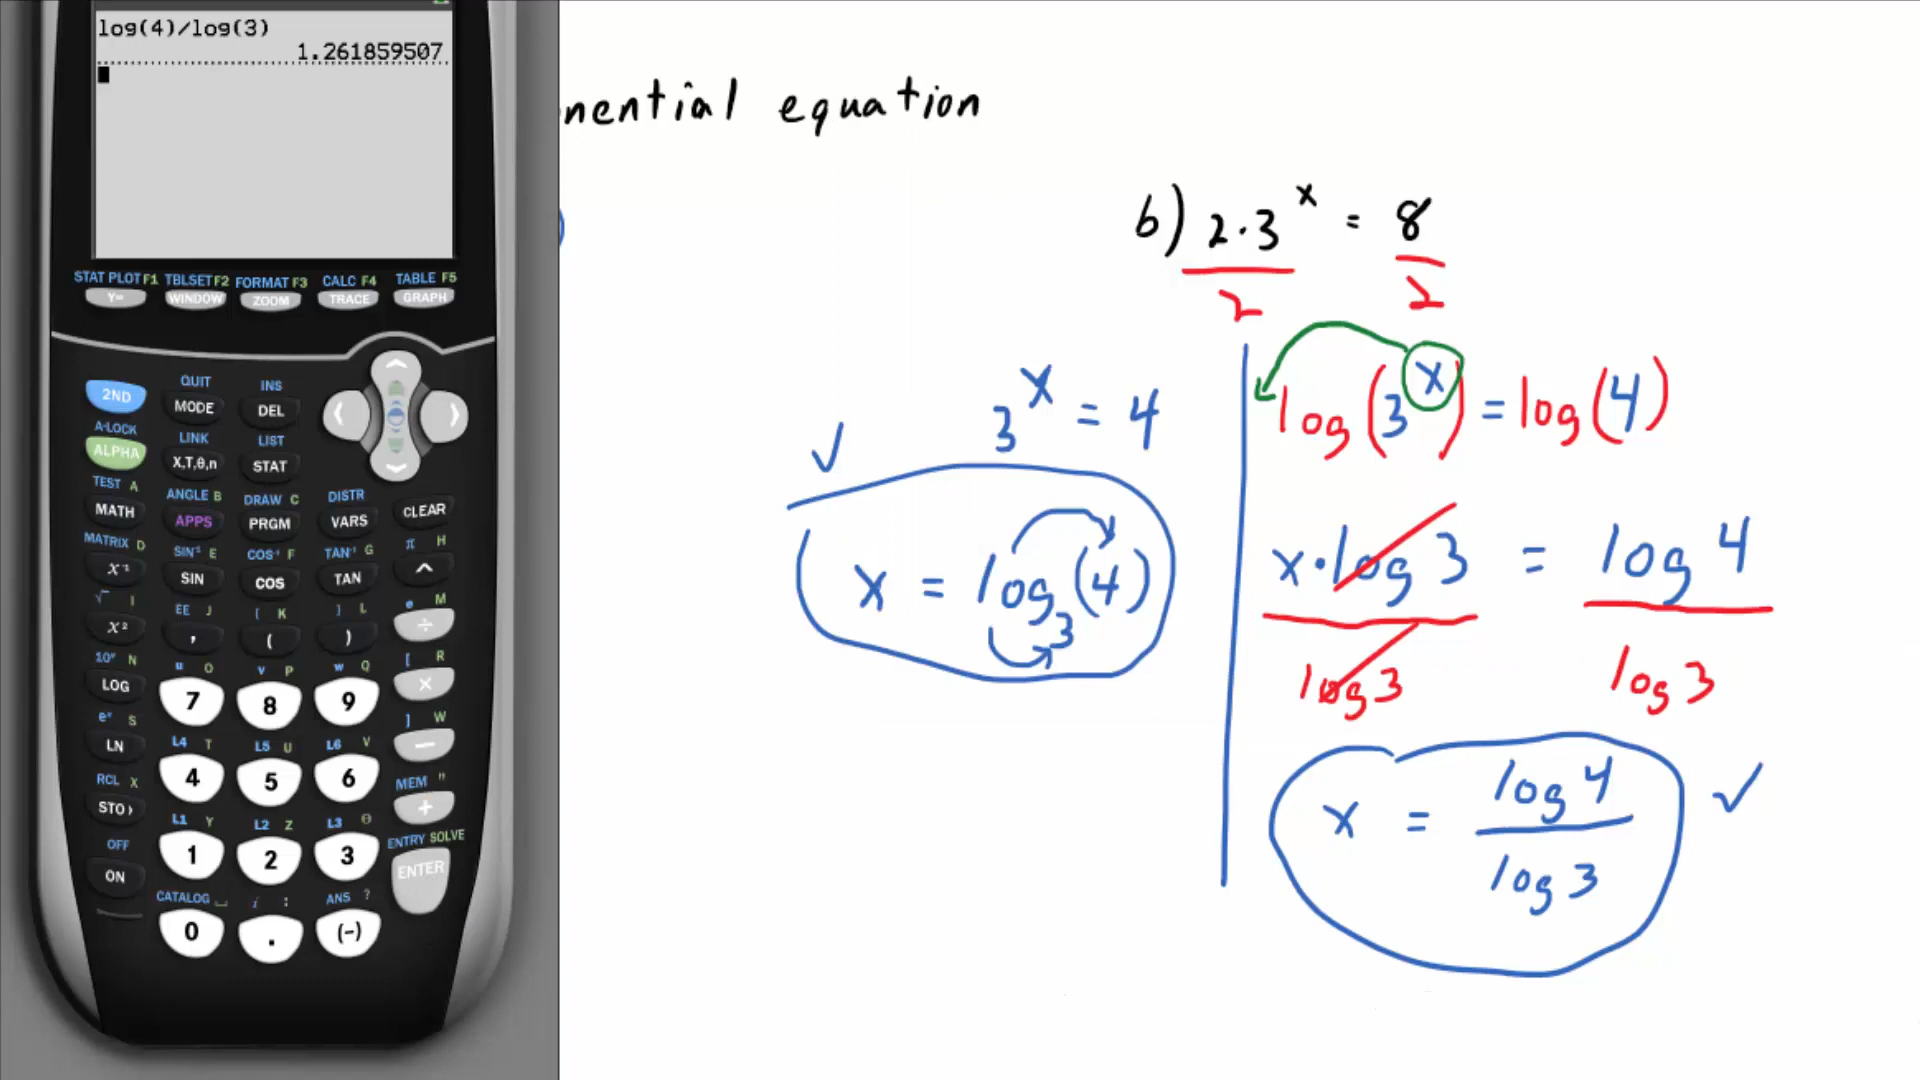 log(4)/log(3)
1.261859507
STAT PLOT F1 TBLSET F2 FORMAT F3 CALC F4 TABLE F5
Y= WINDOW ZOOM TRACE GRAPH
QUIT INS
2ND MODE DEL
A-LOCK LINK LIST
ALPHA X,T,θ,n STAT
TEST A ANGLE B DRAW C DISTR
MATH APPS PRGM VARS CLEAR
MATRIX D SIN⁻¹ E COS⁻¹ F TAN⁻¹ G π H
x⁻¹ SIN COS TAN ^
√ I EE J { K } L e M
x² , ( ) ÷
10ˣ N u O v P w Q [ R
LOG 7 8 9 ×
eˣ S L4 T L5 U L6 V ] W
LN 4 5 6 −
RCL X L1 Y L2 Z L3 θ MEM "
STO› 1 2 3 +
OFF CATALOG ␣ i : ANS ? ENTRY SOLVE
ON 0 . (−) ENTER
nential equation
b) 2·3ˣ = 8
2 2
3ˣ = 4
x = log₃(4)
log(3ˣ) = log(4)
x·log 3 = log 4
log 3 log 3
x = log 4
log 3